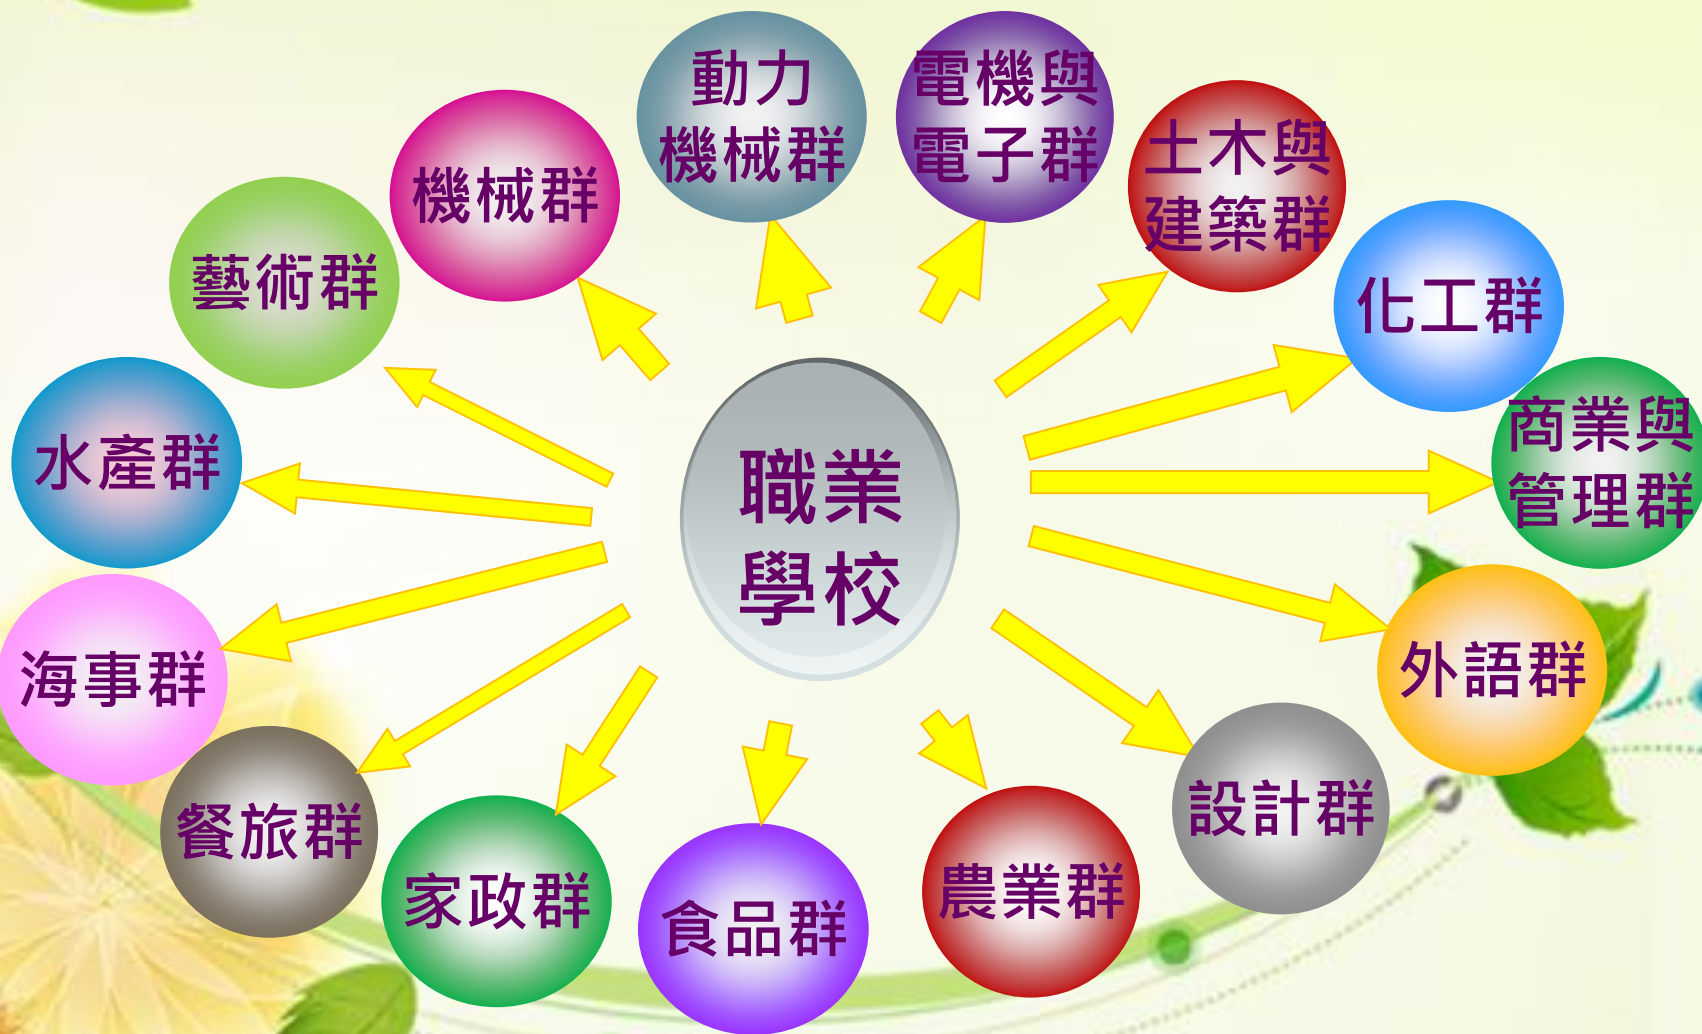 動力
機械群
電機與
電子群
土木與
建築群
化工群
商業與
管理群
外語群
設計群
農業群
食品群
家政群
餐旅群
海事群
水產群
藝術群
機械群
職業
學校